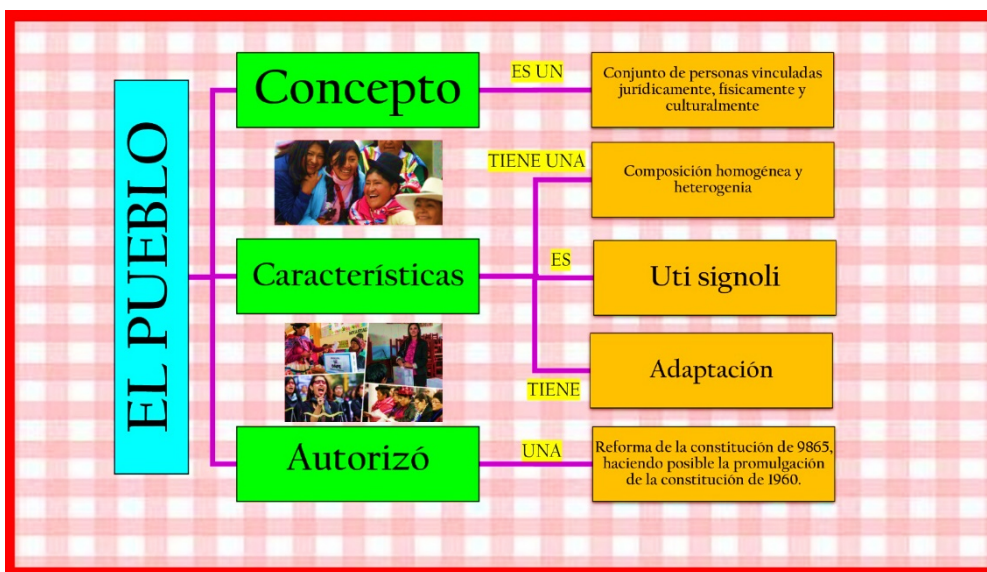 EL PUEBLO
Concepto
ES UN
Conjunto de personas vinculadas
jurídicamente, físicamente y
culturalmente
TIENE UNA
Composición homogénea y
heterogenia
Característícas
ES
Uti signoli
TIENE
Adaptación
Autorizó
UNA
Reforma de la constitución de 9865,
haciendo posible la promulgación
de la constitución de 1960.